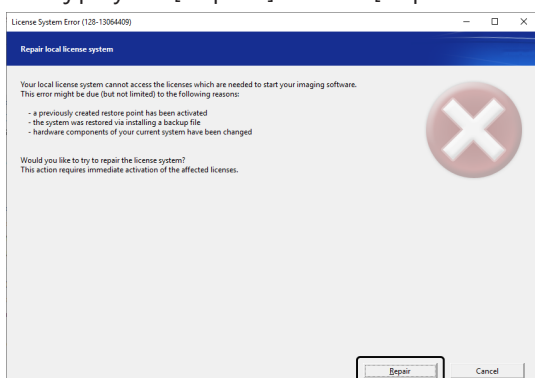 License System Error (128-13064409)
Repair local license system
Your local license system cannot access the licenses which are needed to start your imaging software.
This error might be due (but not limited) to the following reasons:
- a previously created restore point has been activated
- the system was restored via installing a backup file
- hardware components of your current system have been changed
Would you like to try to repair the license system?
This action requires immediate activation of the affected licenses.
Repair
Cancel